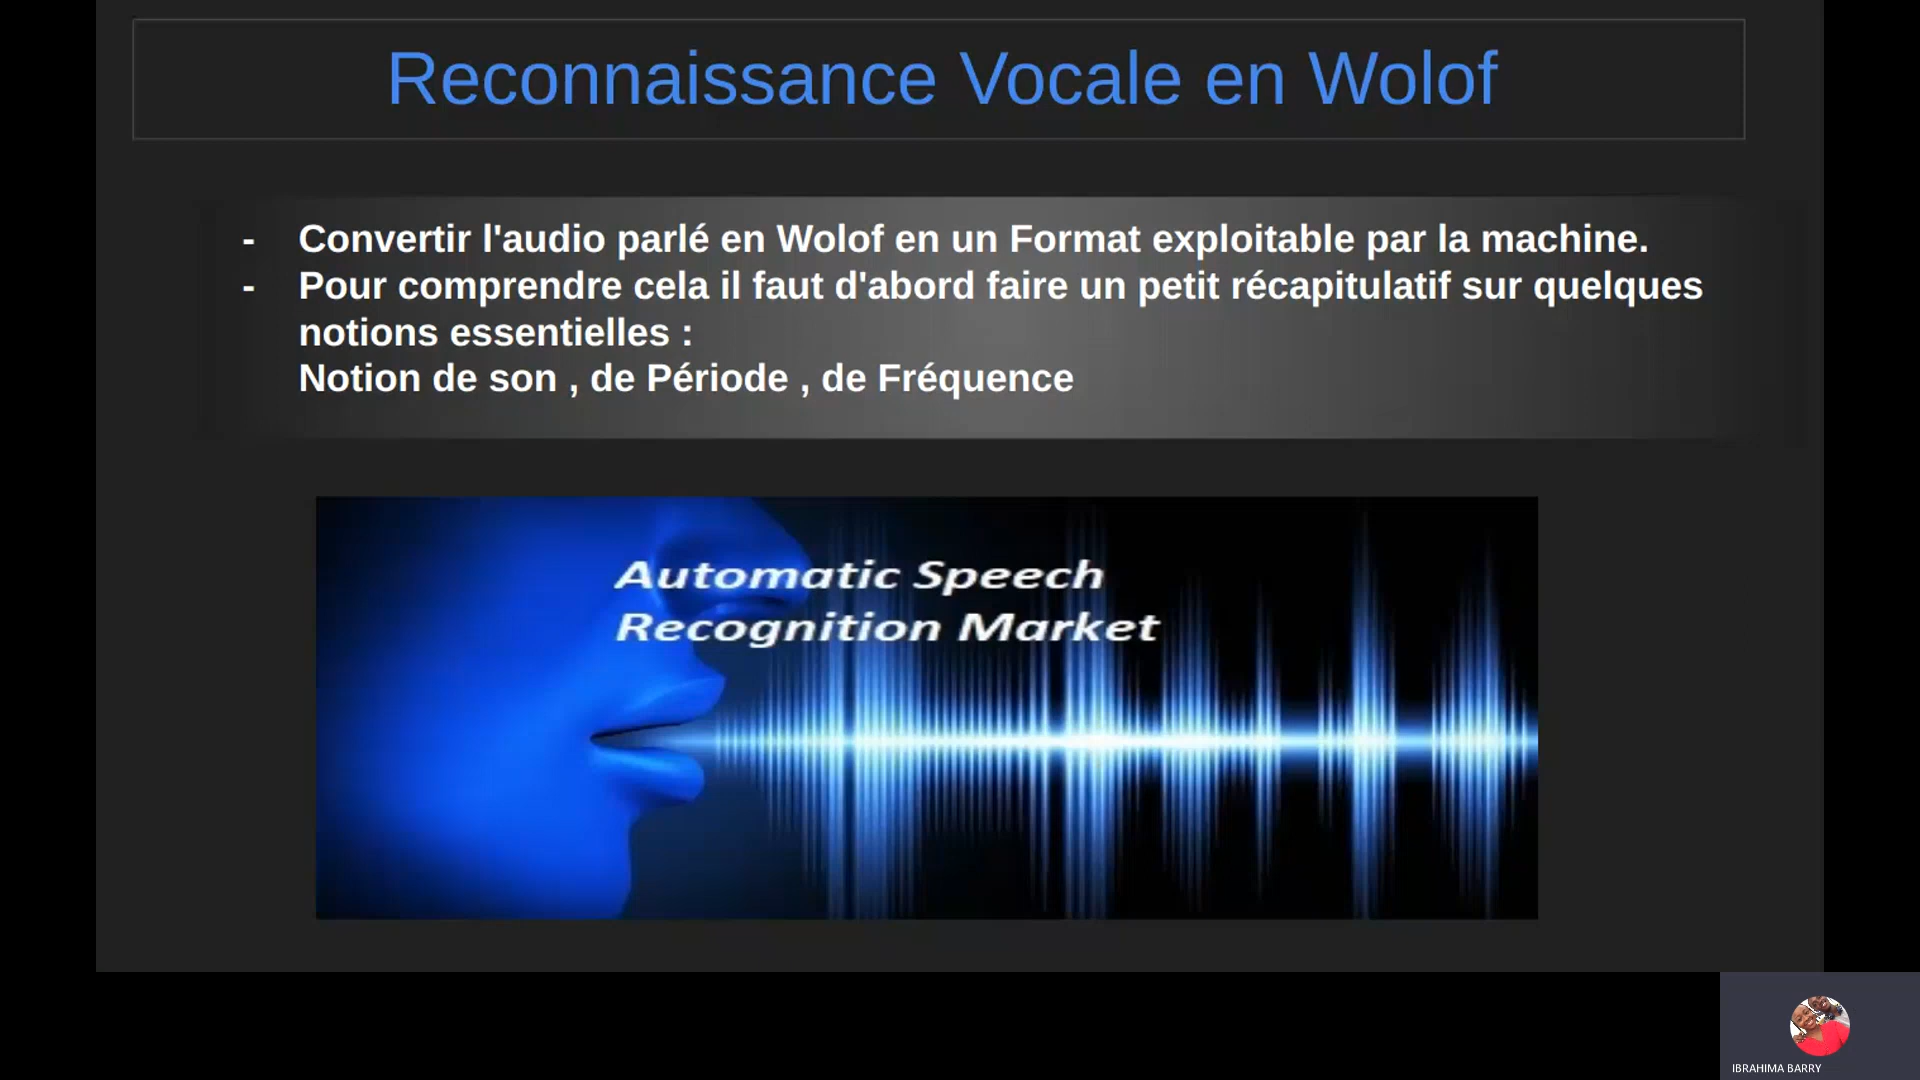 Reconnaissance Vocale en Wolof
- Convertir l'audio parlé en Wolof en un Format exploitable par la machine.
- Pour comprendre cela il faut d'abord faire un petit récapitulatif sur quelques
notions essentielles :
Notion de son , de Période , de Fréquence
Automatic Speech
Recognition Market
IBRAHIMA BARRY